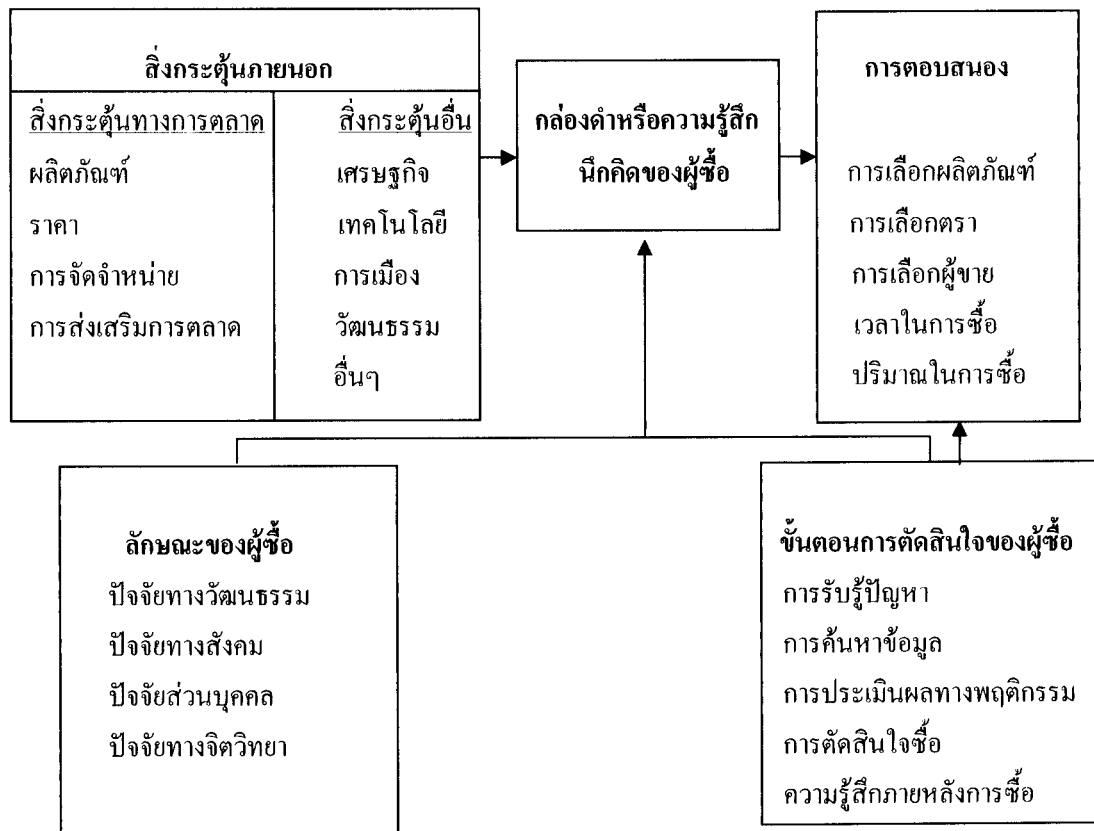 สิ่งกระตุ้นภายนอก
สิ่งกระตุ้นทางการตลาด
ผลิตภัณฑ์
ราคา
การจัดจำหน่าย
การส่งเสริมการตลาด
สิ่งกระตุ้นอื่น
เศรษฐกิจ
เทคโนโลยี
การเมือง
วัฒนธรรม
อื่นๆ
กล่องดำหรือความรู้สึก
นึกคิดของผู้ซื้อ
การตอบสนอง
การเลือกผลิตภัณฑ์
การเลือกตรา
การเลือกผู้ขาย
เวลาในการซื้อ
ปริมาณในการซื้อ
ลักษณะของผู้ซื้อ
ปัจจัยทางวัฒนธรรม
ปัจจัยทางสังคม
ปัจจัยส่วนบุคคล
ปัจจัยทางจิตวิทยา
ขั้นตอนการตัดสินใจของผู้ซื้อ
การรับรู้ปัญหา
การค้นหาข้อมูล
การประเมินผลทางพฤติกรรม
การตัดสินใจซื้อ
ความรู้สึกภายหลังการซื้อ